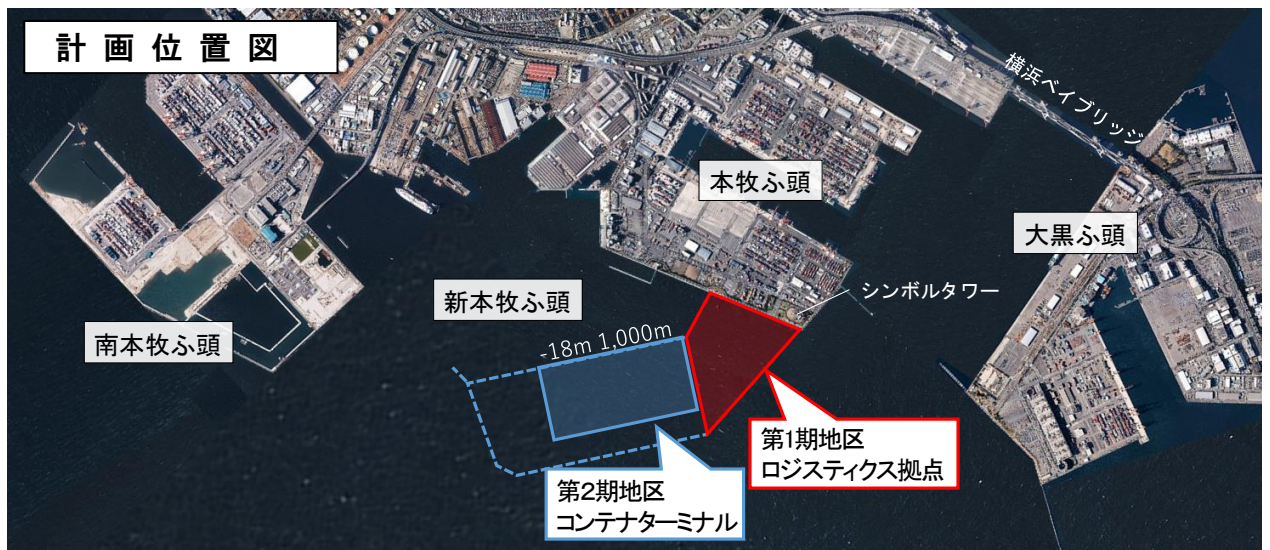 計画位置図
横浜ベイブリッジ
本牧ふ頭
大黒ふ頭
シンボルタワー
新本牧ふ頭
南本牧ふ頭
-18m 1,000m
第1期地区
ロジスティクス拠点
第2期地区
コンテナターミナル